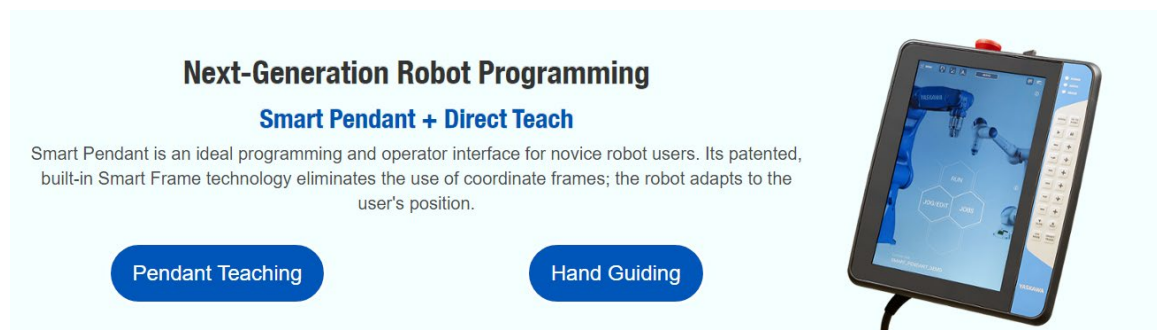 Next-Generation Robot Programming
Smart Pendant + Direct Teach
Smart Pendant is an ideal programming and operator interface for novice robot users. Its patented,
built-in Smart Frame technology eliminates the use of coordinate frames; the robot adapts to the
user's position.
Pendant Teaching
Hand Guiding
YASKAWA
RUN
JOG/EDIT
JOBS
YASKAWA